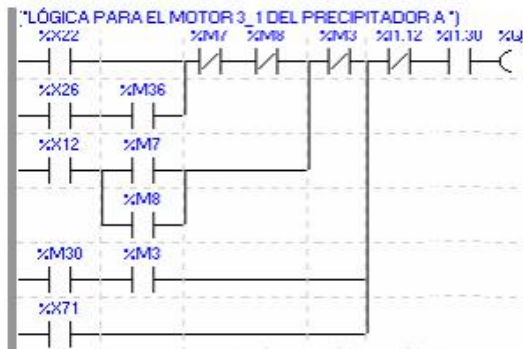 ("LÓGICA PARA EL MOTOR 3_1 DEL PRECIPITADOR A ")
%X22 %M7 %M8 %M3 %I1.12 %I1.30
%X26 %M36
%X12 %M7
%M8
%M30 %M3
%X71